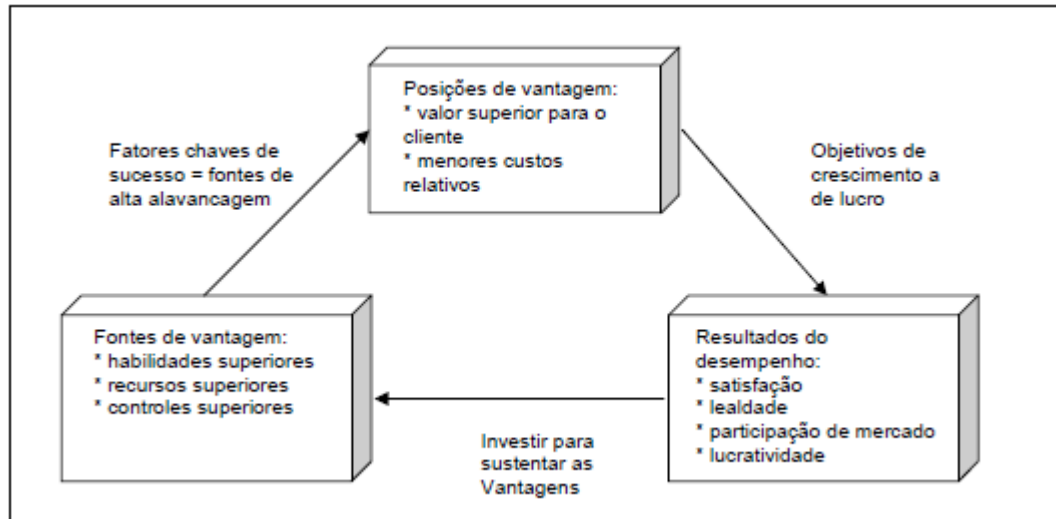 Posições de vantagem:
* valor superior para o
cliente
* menores custos
relativos
Fatores chaves de
sucesso = fontes de
alta alavancagem
Objetivos de
crescimento a
de lucro
Fontes de vantagem:
* habilidades superiores
* recursos superiores
* controles superiores
Resultados do
desempenho:
* satisfação
* lealdade
* participação de mercado
* lucratividade
Investir para
sustentar as
Vantagens